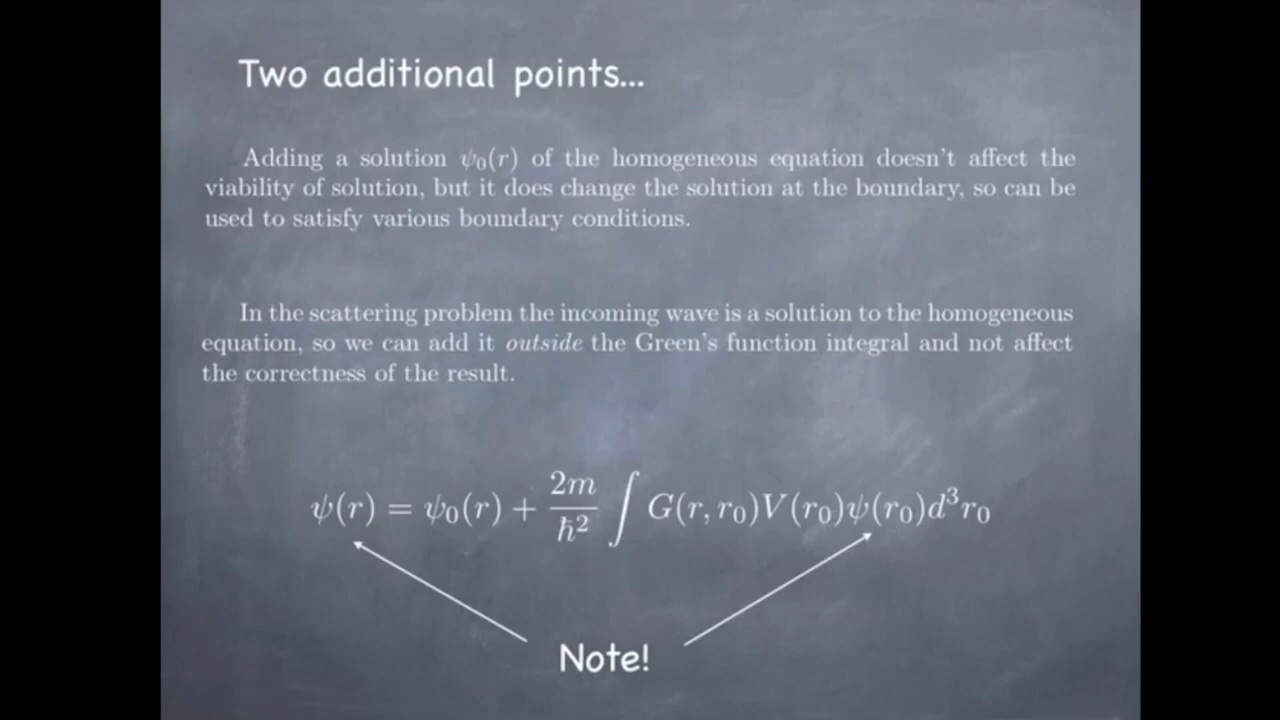 Two additional points...
Adding a solution ψ₀(r) of the homogeneous equation doesn't affect the
viability of solution, but it does change the solution at the boundary, so can be
used to satisfy various boundary conditions.
In the scattering problem the incoming wave is a solution to the homogeneous
equation, so we can add it outside the Green's function integral and not affect
the correctness of the result.
ψ(r) = ψ₀(r) + 2m/ℏ² ∫ G(r, r₀)V(r₀)ψ(r₀)d³r₀
Note!